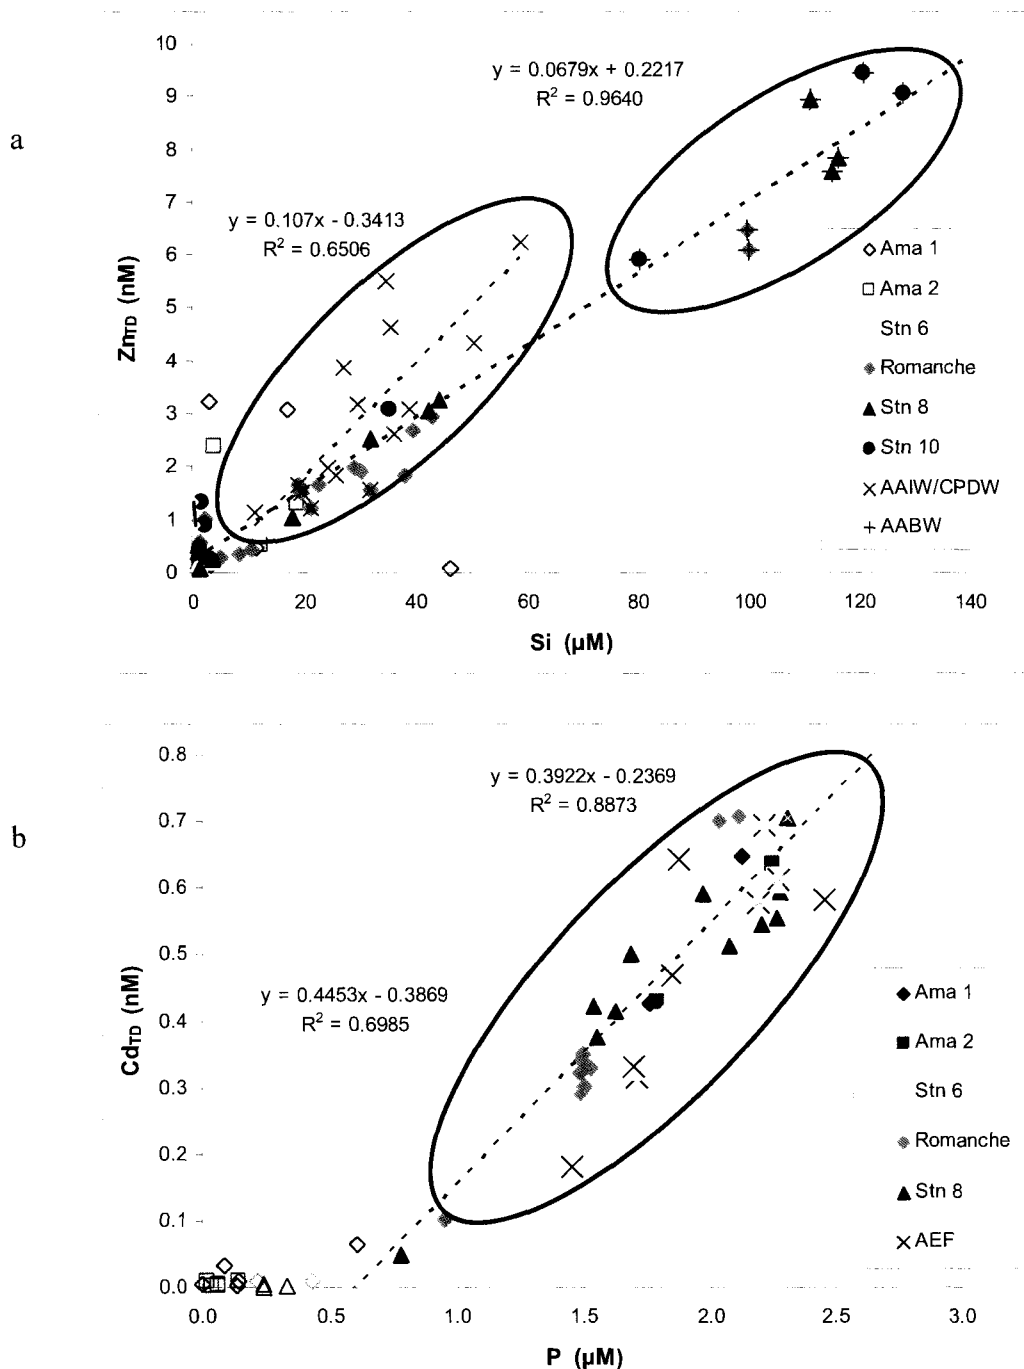 a
10
9
8
7
6
5
4
3
2
1
0
Zn_TD (nM)
y = 0.0679x + 0.2217
R² = 0.9640
y = 0.107x - 0.3413
R² = 0.6506
Ama 1
Ama 2
Stn 6
Romanche
Stn 8
Stn 10
AAIW/CPDW
AABW
0 20 40 60 80 100 120 140
Si (µM)
b
0.8
0.7
0.6
0.5
0.4
0.3
0.2
0.1
0.0
Cd_TD (nM)
y = 0.3922x - 0.2369
R² = 0.8873
y = 0.4453x - 0.3869
R² = 0.6985
Ama 1
Ama 2
Stn 6
Romanche
Stn 8
AEF
0.0 0.5 1.0 1.5 2.0 2.5 3.0
P (µM)